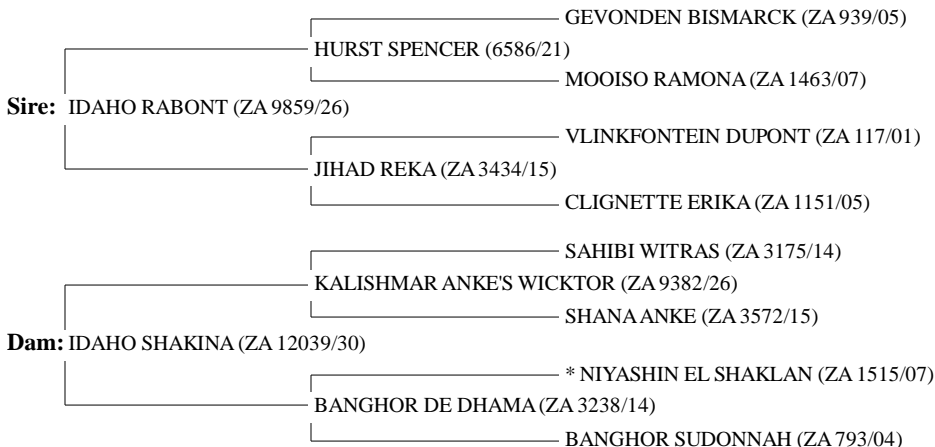 GEVONDEN BISMARCK (ZA 939/05)
HURST SPENCER (6586/21)
MOOISO RAMONA (ZA 1463/07)
Sire: IDAHO RABONT (ZA 9859/26)
VLINKFONTEIN DUPONT (ZA 117/01)
JIHAD REKA (ZA 3434/15)
CLIGNETTE ERIKA (ZA 1151/05)
SAHIBI WITRAS (ZA 3175/14)
KALISHMAR ANKE'S WICKTOR (ZA 9382/26)
SHANA ANKE (ZA 3572/15)
Dam: IDAHO SHAKINA (ZA 12039/30)
* NIYASHIN EL SHAKLAN (ZA 1515/07)
BANGHOR DE DHAMA (ZA 3238/14)
BANGHOR SUDONNAH (ZA 793/04)